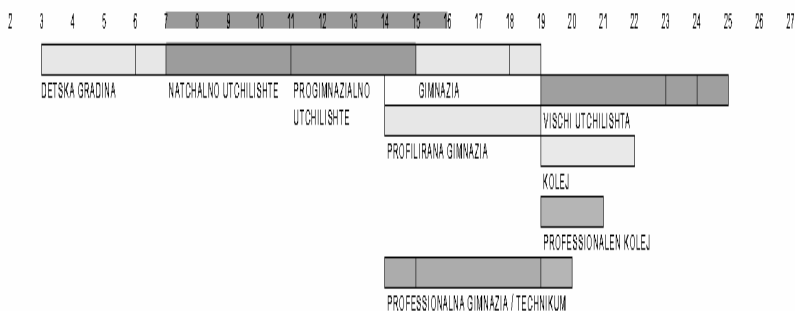 2 3 4 5 6 7 8 9 10 11 12 13 14 15 16 17 18 19 20 21 22 23 24 25 26 27
DETSKA GRADINA NATCHALNO UTCHILISHTE PROGIMNAZIALNO GIMNAZIA
UTCHILISHTE VISCHI UTCHILISHTA
PROFILIRANA GIMNAZIA
KOLEJ
PROFESSIONALEN KOLEJ
PROFESSIONALNA GIMNAZIA / TECHNIKUM